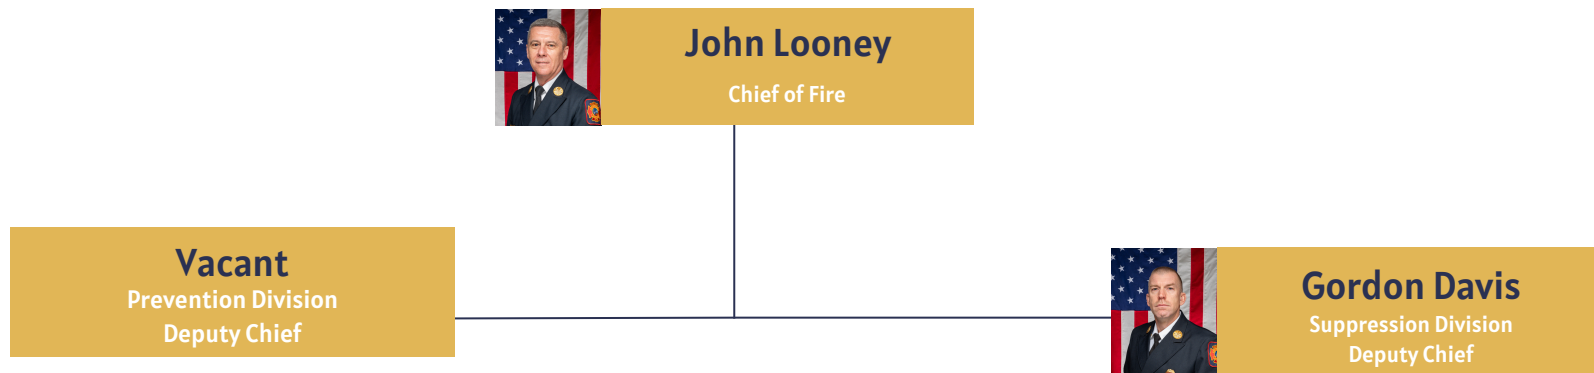 John Looney
Chief of Fire
Vacant
Prevention Division
Deputy Chief
Gordon Davis
Suppression Division
Deputy Chief